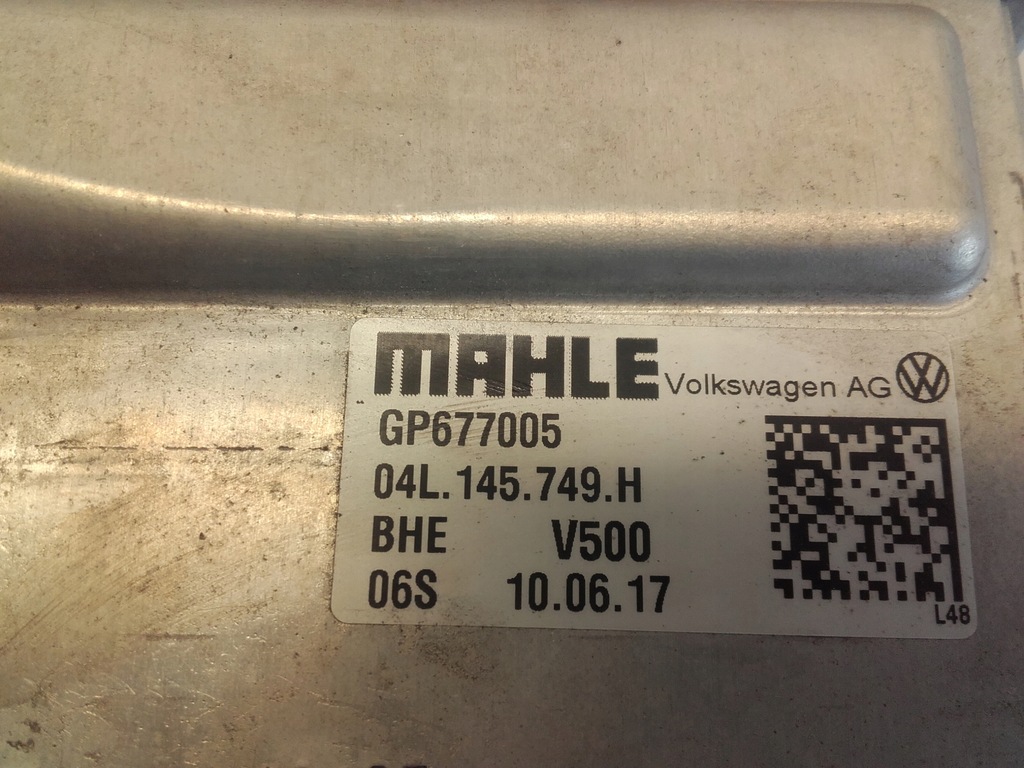 MAHLE Volkswagen AG
GP677005
04L.145.749.H
BHE V500
06S 10.06.17
L48